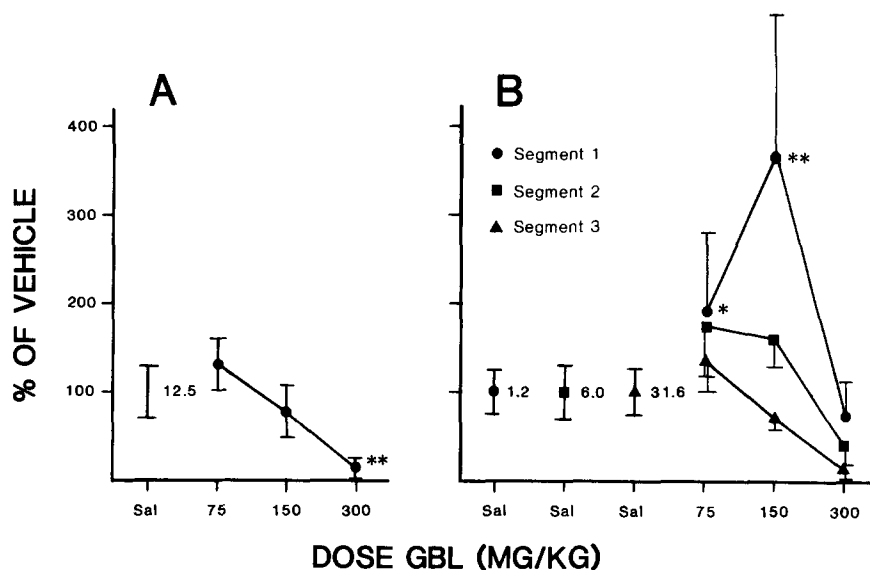 A
B
% OF VEHICLE
400
300
200
100
Segment 1
Segment 2
Segment 3
12.5
**
1.2
6.0
31.6
*
**
Sal 75 150 300
Sal Sal Sal 75 150 300
DOSE GBL (MG/KG)